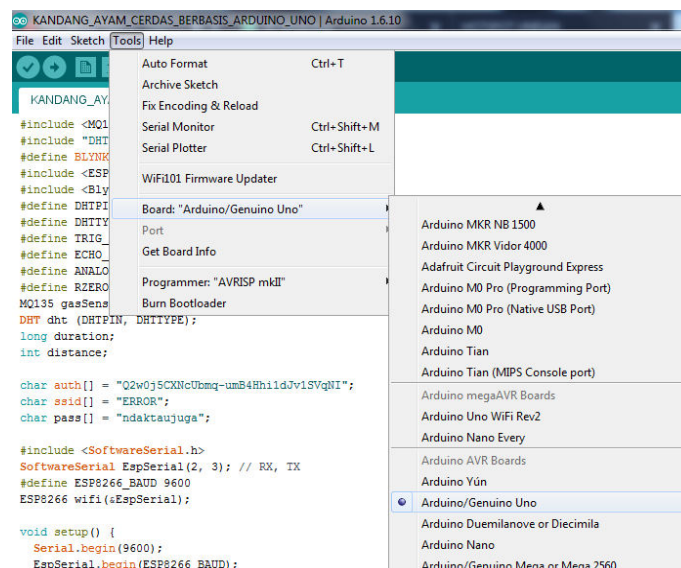 KANDANG_AYAM_CERDAS_BERBASIS_ARDUINO_UNO | Arduino 1.6.10
File Edit Sketch Tools Help
Auto Format Ctrl+T
Archive Sketch
Fix Encoding & Reload
Serial Monitor Ctrl+Shift+M
Serial Plotter Ctrl+Shift+L
WiFi101 Firmware Updater
Board: "Arduino/Genuino Uno"
Port
Get Board Info
Programmer: "AVRISP mkII"
Burn Bootloader
Arduino MKR NB 1500
Arduino MKR Vidor 4000
Adafruit Circuit Playground Express
Arduino M0 Pro (Programming Port)
Arduino M0 Pro (Native USB Port)
Arduino M0
Arduino Tian
Arduino Tian (MIPS Console port)
Arduino megaAVR Boards
Arduino Uno WiFi Rev2
Arduino Nano Every
Arduino AVR Boards
Arduino Yún
Arduino/Genuino Uno
Arduino Duemilanove or Diecimila
Arduino Nano
Arduino/Genuino Mega or Mega 2560
KANDANG_AY
#include <MQ1
#include "DHT
#define BLYNK
#include <ESP
#include <Bly
#define DHTPI
#define DHTTY
#define TRIG_
#define ECHO_
#define ANALO
#define RZERO
MQ135 gasSens
DHT dht (DHTPIN, DHTTYPE);
long duration;
int distance;
char auth[] = "Q2w0j5CXNcUbmq-umB4Hhi1dJv1SVqNI";
char ssid[] = "ERROR";
char pass[] = "ndaktaujuga";
#include <SoftwareSerial.h>
SoftwareSerial EspSerial(2, 3); // RX, TX
#define ESP8266_BAUD 9600
ESP8266 wifi(&EspSerial);
void setup() {
Serial.begin(9600);
EspSerial.begin(ESP8266_BAUD);